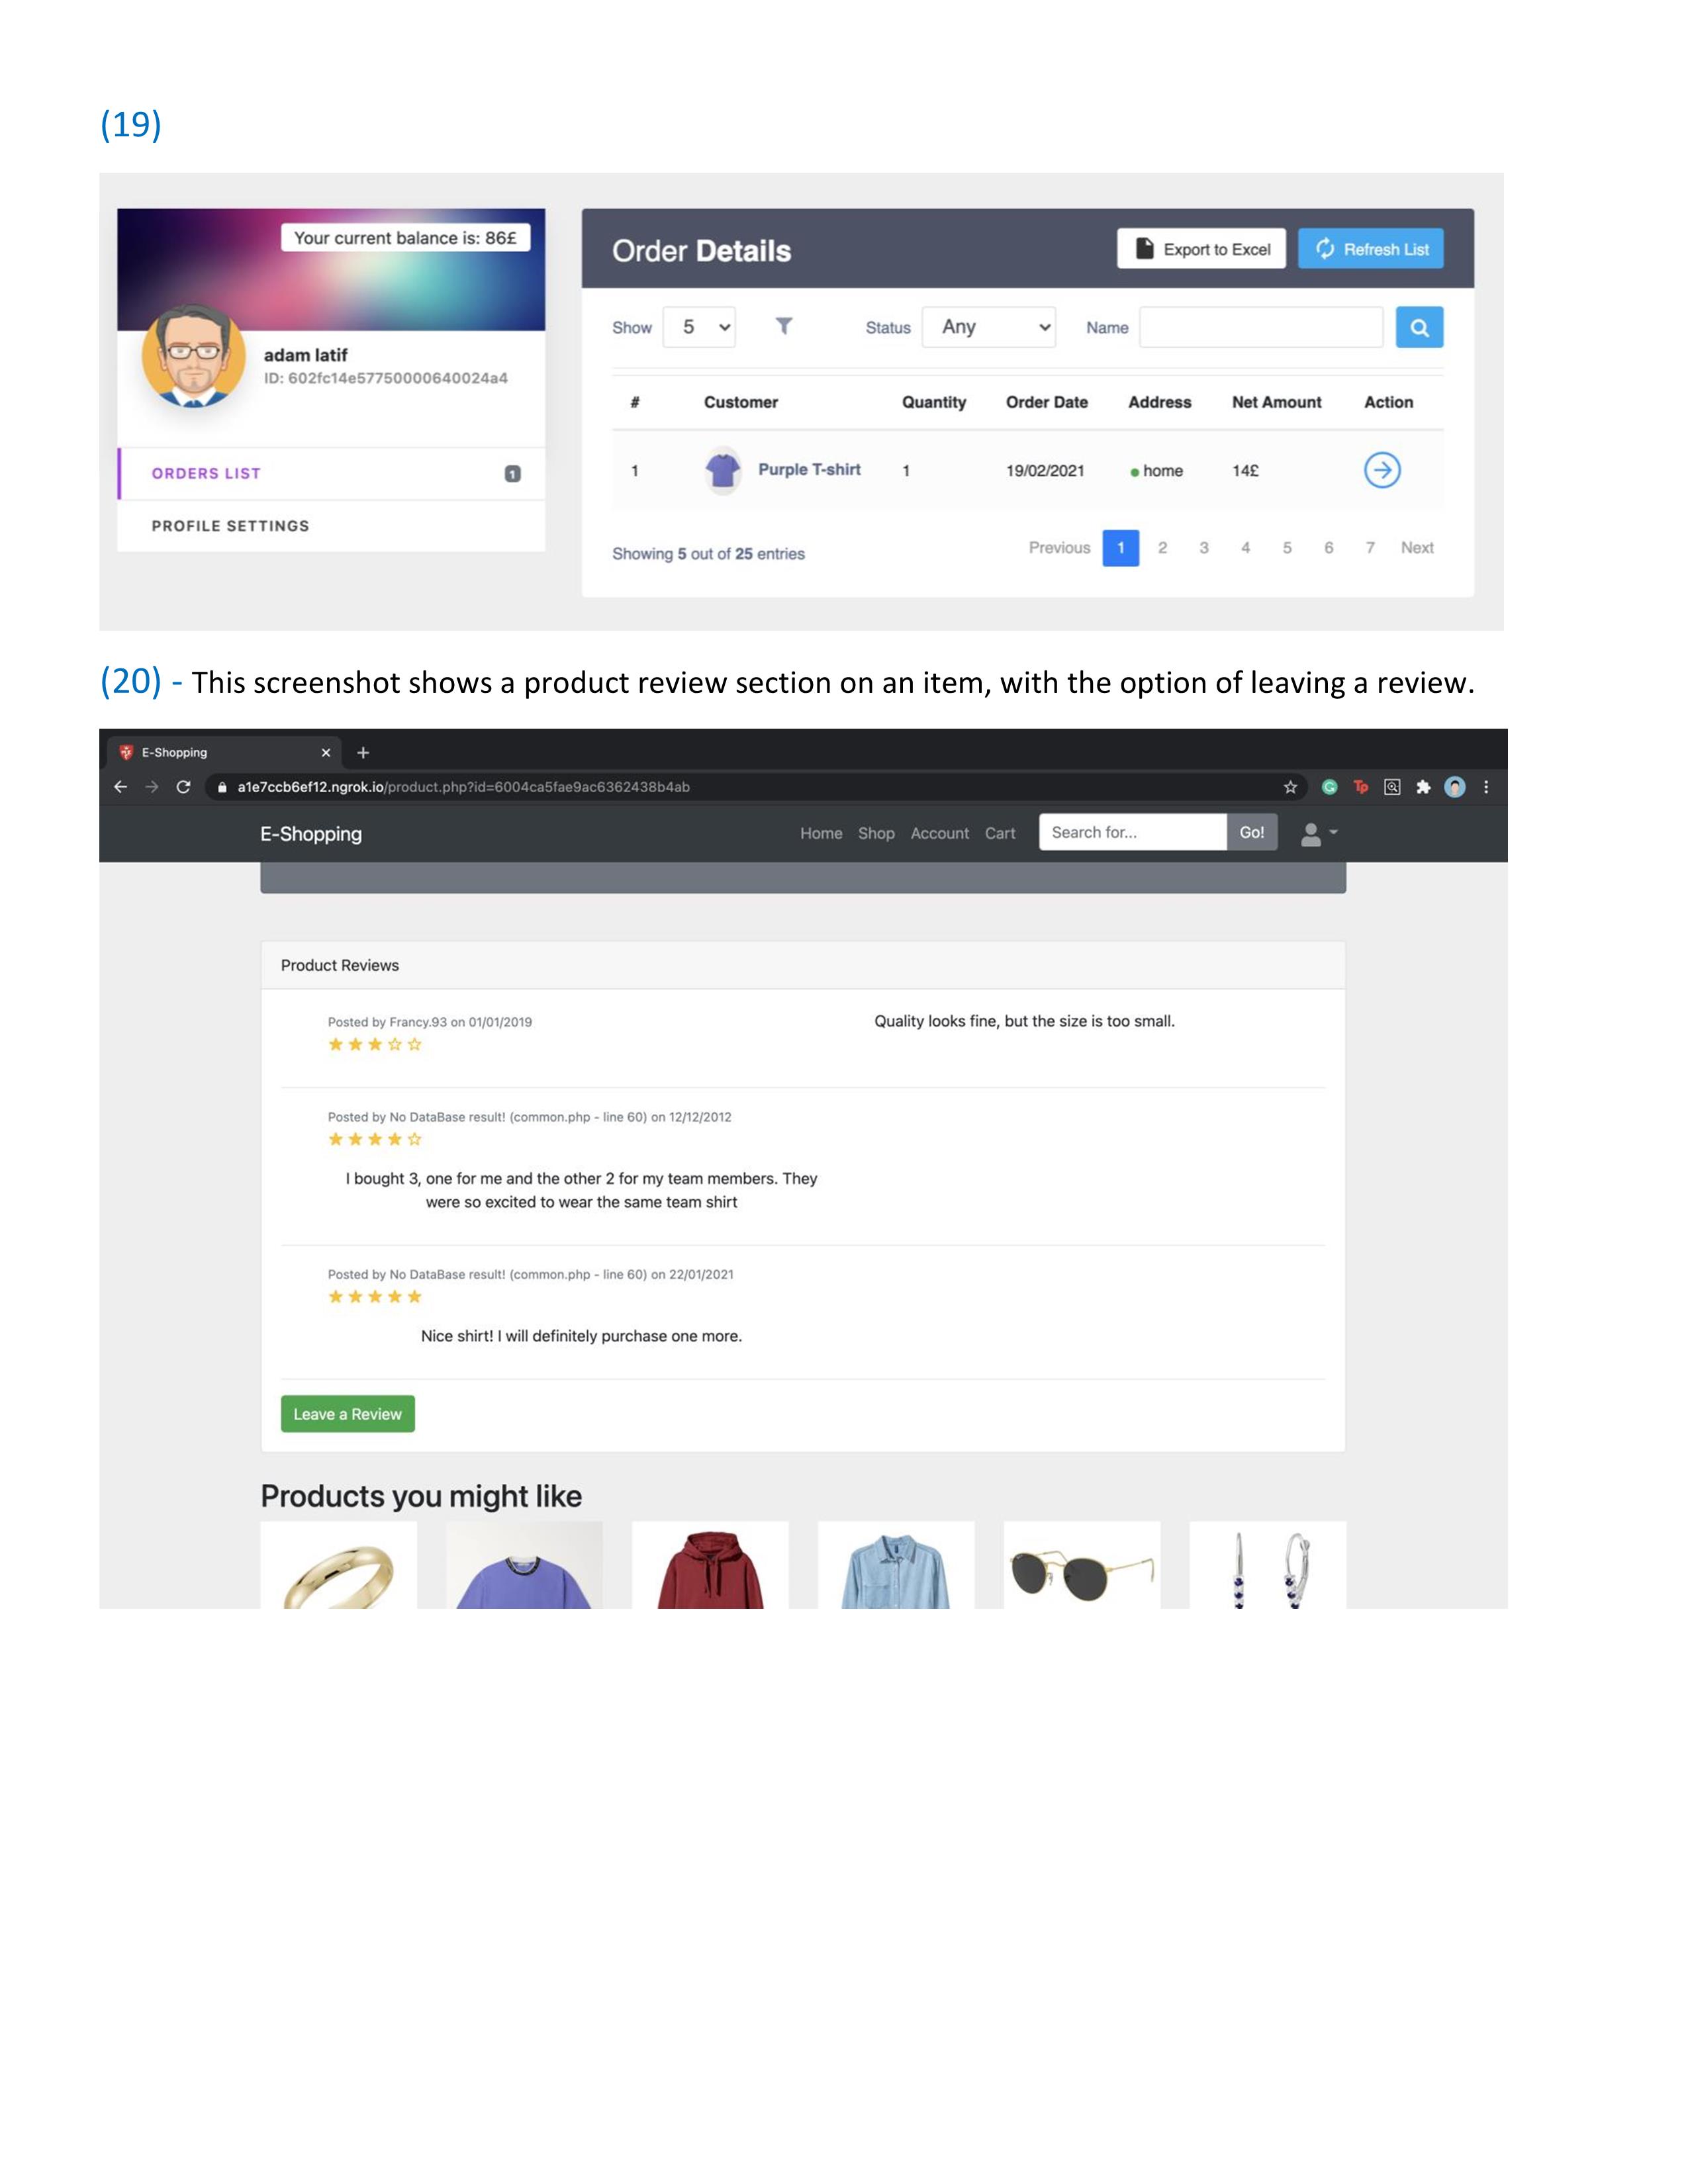 (19)
Your current balance is: 86£
adam latif
ID: 602fc14e57750000640024a4
ORDERS LIST 1
PROFILE SETTINGS
Order Details Export to Excel Refresh List
Show 5 Status Any Name
# Customer Quantity Order Date Address Net Amount Action
1 Purple T-shirt 1 19/02/2021 home 14£
Showing 5 out of 25 entries Previous 1 2 3 4 5 6 7 Next
(20) - This screenshot shows a product review section on an item, with the option of leaving a review.
E-Shopping
a1e7ccb6ef12.ngrok.io/product.php?id=6004ca5fae9ac6362438b4ab
E-Shopping Home Shop Account Cart Search for... Go!
Product Reviews
Posted by Francy.93 on 01/01/2019 Quality looks fine, but the size is too small.
Posted by No DataBase result! (common.php - line 60) on 12/12/2012
I bought 3, one for me and the other 2 for my team members. They
were so excited to wear the same team shirt
Posted by No DataBase result! (common.php - line 60) on 22/01/2021
Nice shirt! I will definitely purchase one more.
Leave a Review
Products you might like